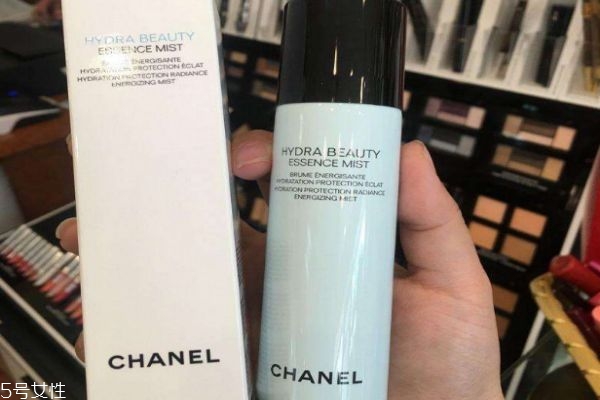 HYDRA BEAUTY
ESSENCE MIST
BRUME ÉNERGISANTE
HYDRATATION PROTECTION ÉCLAT
HYDRATION PROTECTION RADIANCE
ENERGIZING MIST
CHANEL
HYDRA BEAUTY
ESSENCE MIST
BRUME ÉNERGISANTE
HYDRATATION PROTECTION ÉCLAT
HYDRATION PROTECTION RADIANCE
ENERGIZING MIST
CHANEL
5号女性